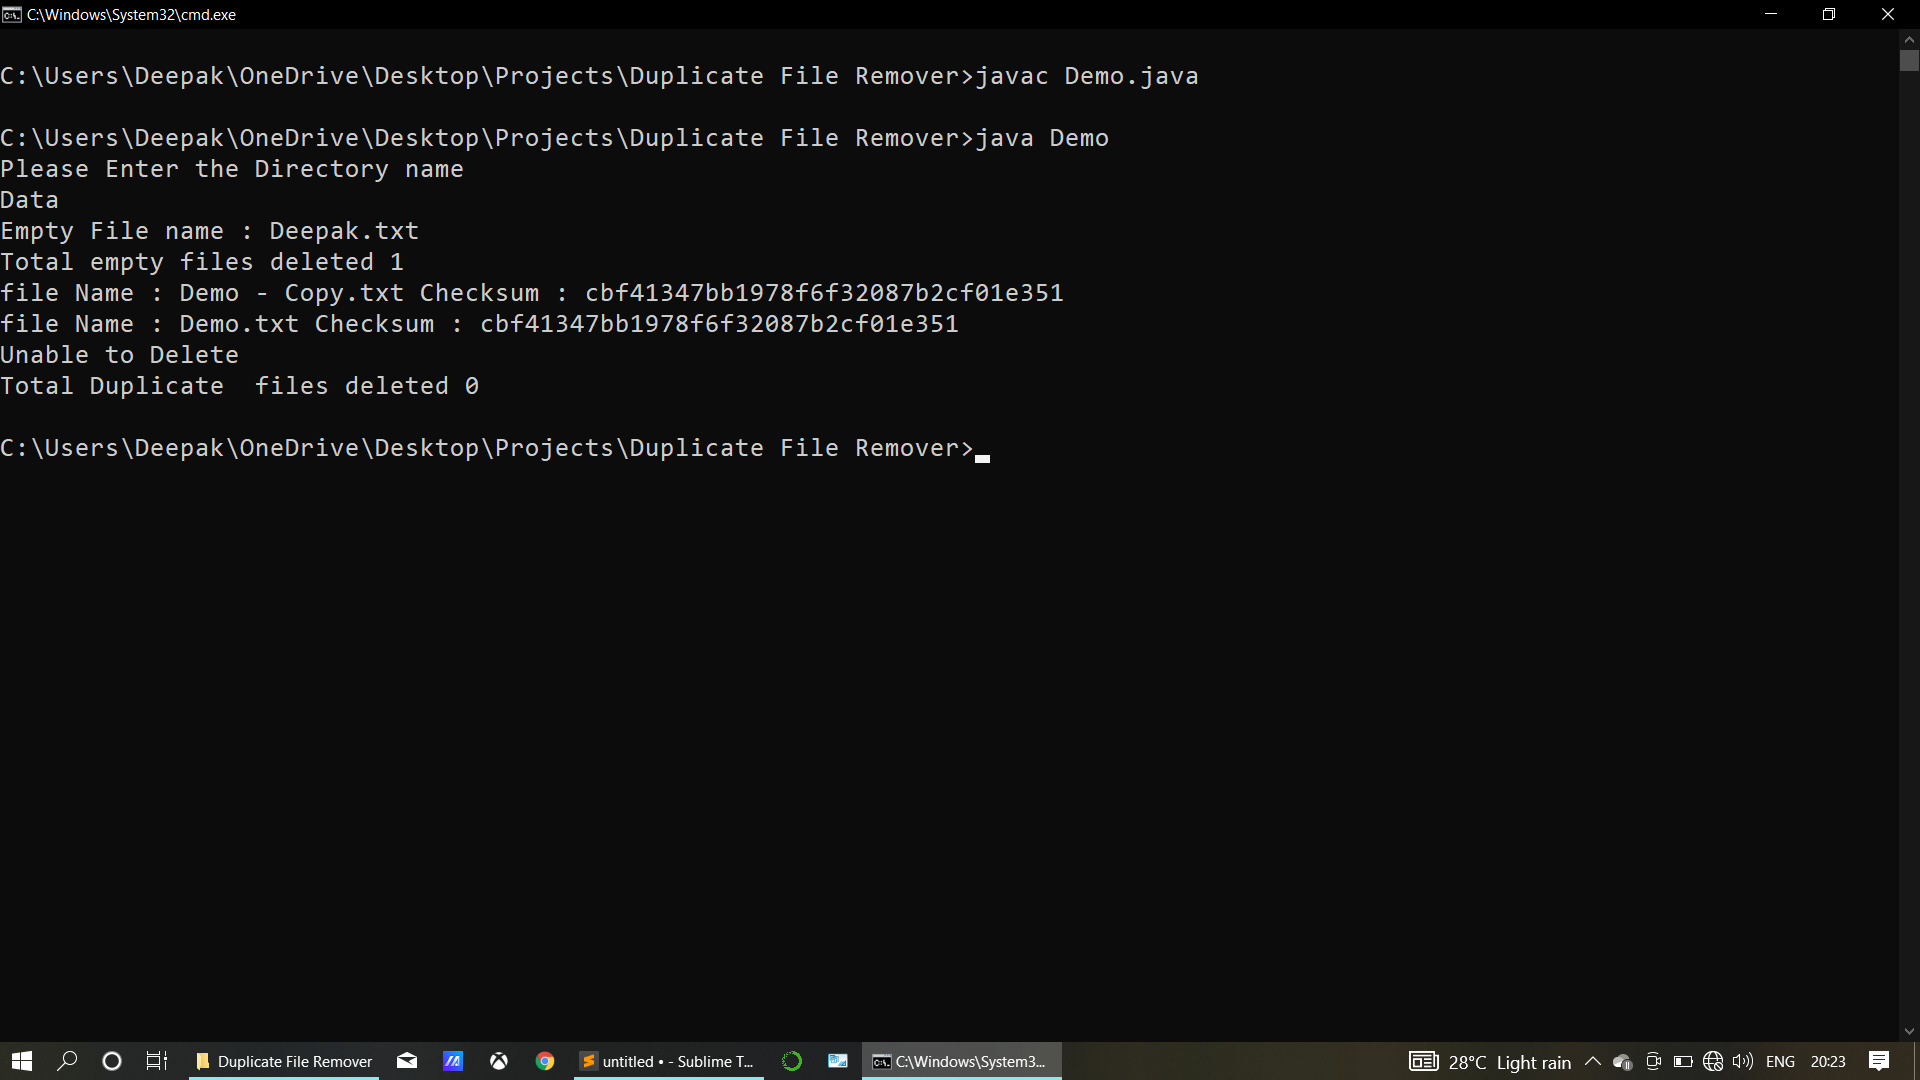 C:\Windows\System32\cmd.exe
C:\Users\Deepak\OneDrive\Desktop\Projects\Duplicate File Remover>javac Demo.java
C:\Users\Deepak\OneDrive\Desktop\Projects\Duplicate File Remover>java Demo
Please Enter the Directory name
Data
Empty File name : Deepak.txt
Total empty files deleted 1
file Name : Demo - Copy.txt Checksum : cbf41347bb1978f6f32087b2cf01e351
file Name : Demo.txt Checksum : cbf41347bb1978f6f32087b2cf01e351
Unable to Delete
Total Duplicate  files deleted 0
C:\Users\Deepak\OneDrive\Desktop\Projects\Duplicate File Remover>
Duplicate File Remover untitled • - Sublime T... C:\Windows\System3... 28°C Light rain ENG 20:23